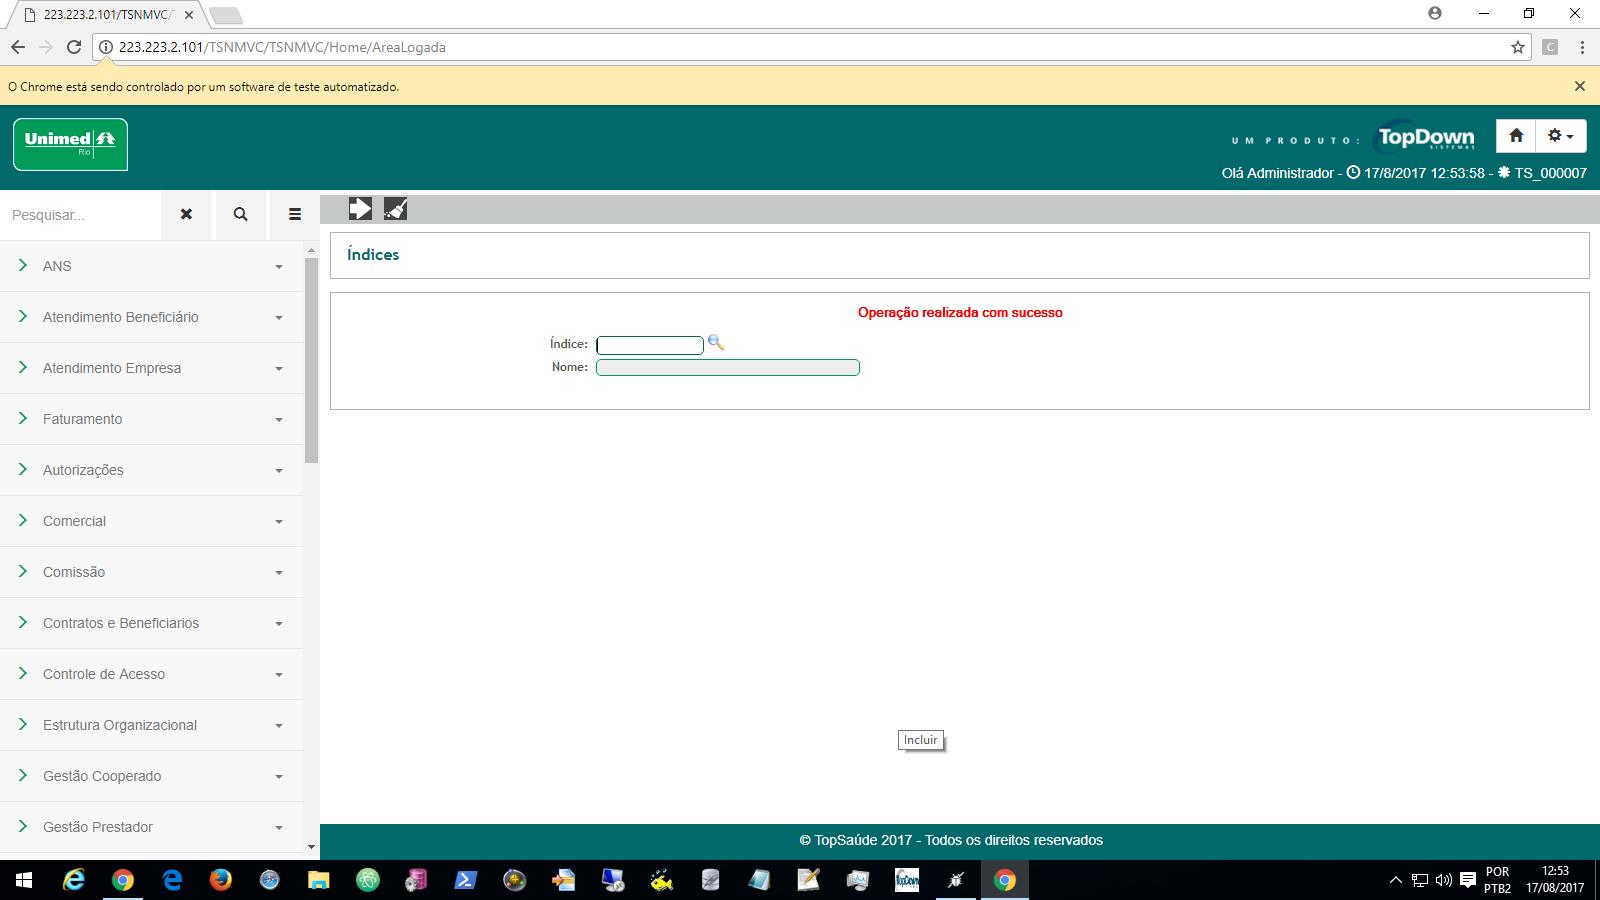 223.223.2.101/TSNMVC/
223.223.2.101/TSNMVC/TSNMVC/Home/AreaLogada
C
O Chrome está sendo controlado por um software de teste automatizado.
Unimed
Rio
UM PRODUTO:
TopDown
SISTEMAS
Olá Administrador - 17/8/2017 12:53:58 - TS_000007
Pesquisar...
ANS
Atendimento Beneficiário
Atendimento Empresa
Faturamento
Autorizações
Comercial
Comissão
Contratos e Beneficiarios
Controle de Acesso
Estrutura Organizacional
Gestão Cooperado
Gestão Prestador
Índices
Operação realizada com sucesso
Índice:
Nome:
Incluir
© TopSaúde 2017 - Todos os direitos reservados
TopDown
POR
PTB2
12:53
17/08/2017